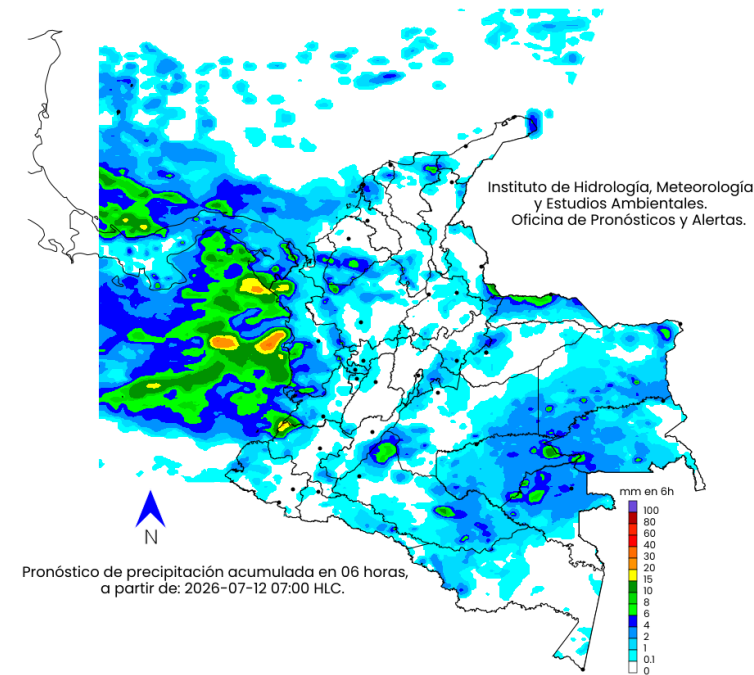 Instituto de Hidrología, Meteorología
y Estudios Ambientales.
Oficina de Pronósticos y Alertas.
mm en 6h
100
80
60
40
30
20
15
10
8
6
4
2
1
0.1
0
N
Pronóstico de precipitación acumulada en 06 horas,
a partir de: 2026-07-12 07:00 HLC.